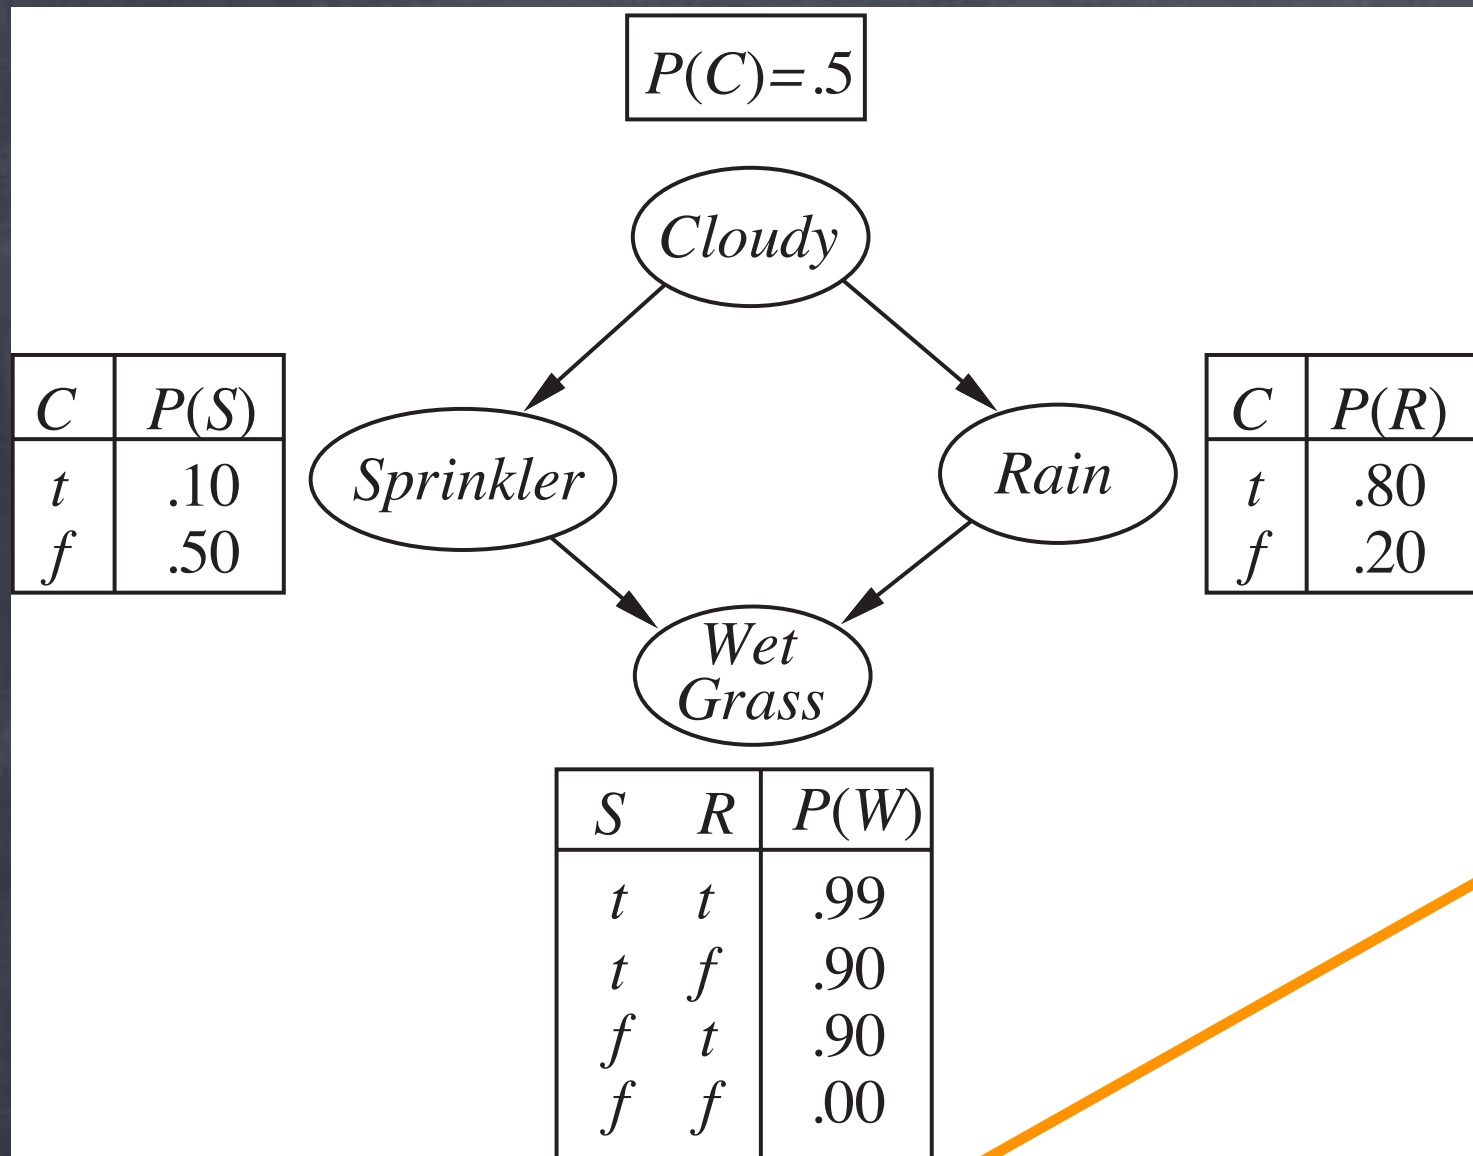 P(C)= .5
Cloudy
C P(S)
t .10
f .50
Sprinkler
Rain
C P(R)
t .80
f .20
Wet
Grass
S R P(W)
t t .99
t f .90
f t .90
f f .00